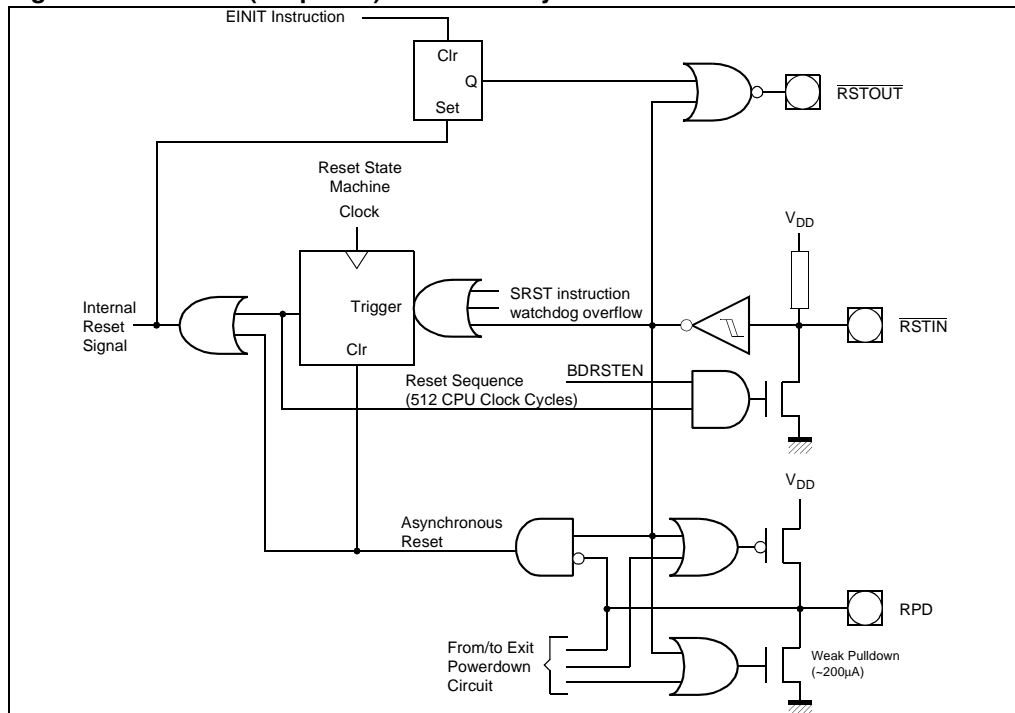 EINIT Instruction
Clr
Q
Set
RSTOUT
Reset State
Machine
Clock
VDD
Internal
Reset
Signal
Trigger
Clr
SRST instruction
watchdog overflow
RSTIN
BDRSTEN
Reset Sequence
(512 CPU Clock Cycles)
VDD
Asynchronous
Reset
RPD
From/to Exit
Powerdown
Circuit
Weak Pulldown
(~200µA)